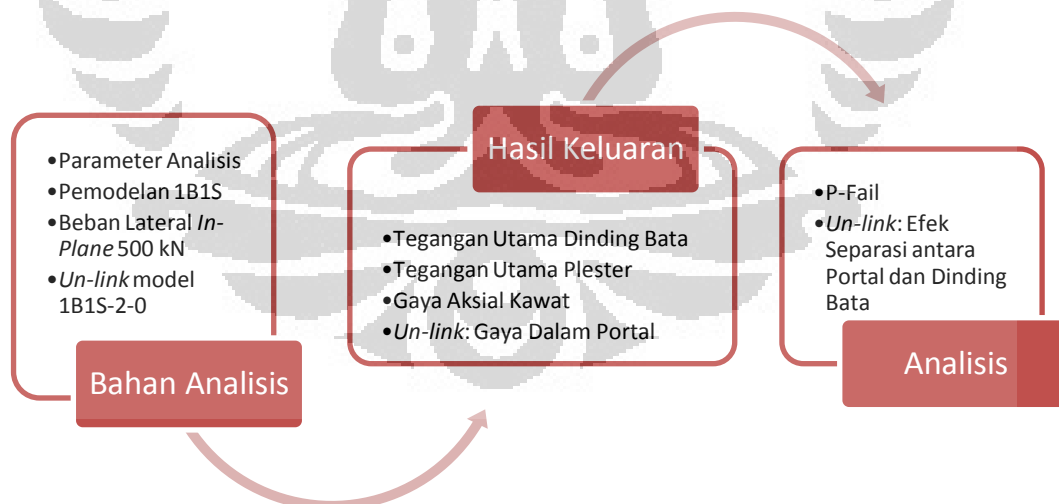 •Parameter Analisis
•Pemodelan 1B1S
•Beban Lateral In-
Plane 500 kN
•Un-link model
1B1S-2-0
Bahan Analisis
Hasil Keluaran
•Tegangan Utama Dinding Bata
•Tegangan Utama Plester
•Gaya Aksial Kawat
•Un-link: Gaya Dalam Portal
•P-Fail
•Un-link: Efek
Separasi antara
Portal dan Dinding
Bata
Analisis